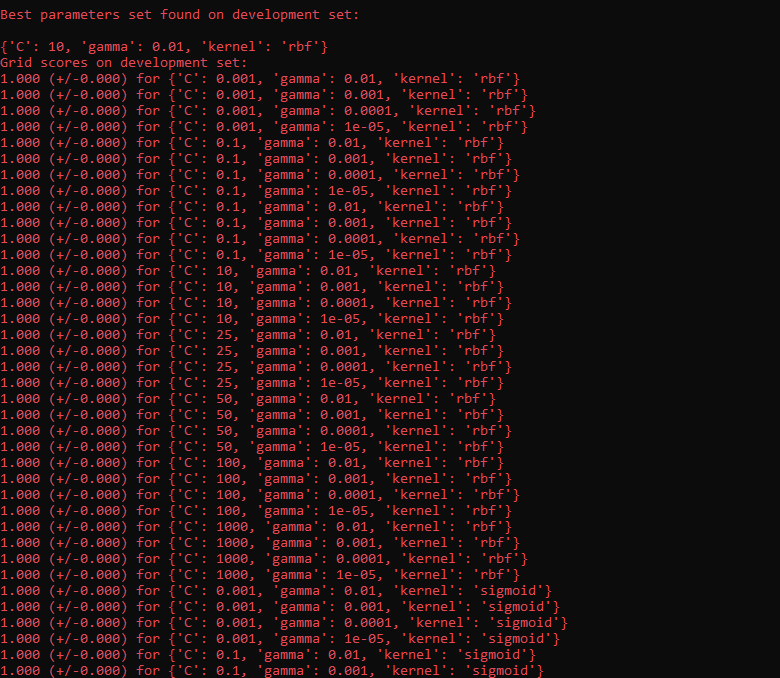 Best parameters set found on development set:
{'C': 10, 'gamma': 0.01, 'kernel': 'rbf'}
Grid scores on development set:
1.000 (+/-0.000) for {'C': 0.001, 'gamma': 0.01, 'kernel': 'rbf'}
1.000 (+/-0.000) for {'C': 0.001, 'gamma': 0.001, 'kernel': 'rbf'}
1.000 (+/-0.000) for {'C': 0.001, 'gamma': 0.0001, 'kernel': 'rbf'}
1.000 (+/-0.000) for {'C': 0.001, 'gamma': 1e-05, 'kernel': 'rbf'}
1.000 (+/-0.000) for {'C': 0.1, 'gamma': 0.01, 'kernel': 'rbf'}
1.000 (+/-0.000) for {'C': 0.1, 'gamma': 0.001, 'kernel': 'rbf'}
1.000 (+/-0.000) for {'C': 0.1, 'gamma': 0.0001, 'kernel': 'rbf'}
1.000 (+/-0.000) for {'C': 0.1, 'gamma': 1e-05, 'kernel': 'rbf'}
1.000 (+/-0.000) for {'C': 0.1, 'gamma': 0.01, 'kernel': 'rbf'}
1.000 (+/-0.000) for {'C': 0.1, 'gamma': 0.001, 'kernel': 'rbf'}
1.000 (+/-0.000) for {'C': 0.1, 'gamma': 0.0001, 'kernel': 'rbf'}
1.000 (+/-0.000) for {'C': 0.1, 'gamma': 1e-05, 'kernel': 'rbf'}
1.000 (+/-0.000) for {'C': 10, 'gamma': 0.01, 'kernel': 'rbf'}
1.000 (+/-0.000) for {'C': 10, 'gamma': 0.001, 'kernel': 'rbf'}
1.000 (+/-0.000) for {'C': 10, 'gamma': 0.0001, 'kernel': 'rbf'}
1.000 (+/-0.000) for {'C': 10, 'gamma': 1e-05, 'kernel': 'rbf'}
1.000 (+/-0.000) for {'C': 25, 'gamma': 0.01, 'kernel': 'rbf'}
1.000 (+/-0.000) for {'C': 25, 'gamma': 0.001, 'kernel': 'rbf'}
1.000 (+/-0.000) for {'C': 25, 'gamma': 0.0001, 'kernel': 'rbf'}
1.000 (+/-0.000) for {'C': 25, 'gamma': 1e-05, 'kernel': 'rbf'}
1.000 (+/-0.000) for {'C': 50, 'gamma': 0.01, 'kernel': 'rbf'}
1.000 (+/-0.000) for {'C': 50, 'gamma': 0.001, 'kernel': 'rbf'}
1.000 (+/-0.000) for {'C': 50, 'gamma': 0.0001, 'kernel': 'rbf'}
1.000 (+/-0.000) for {'C': 50, 'gamma': 1e-05, 'kernel': 'rbf'}
1.000 (+/-0.000) for {'C': 100, 'gamma': 0.01, 'kernel': 'rbf'}
1.000 (+/-0.000) for {'C': 100, 'gamma': 0.001, 'kernel': 'rbf'}
1.000 (+/-0.000) for {'C': 100, 'gamma': 0.0001, 'kernel': 'rbf'}
1.000 (+/-0.000) for {'C': 100, 'gamma': 1e-05, 'kernel': 'rbf'}
1.000 (+/-0.000) for {'C': 1000, 'gamma': 0.01, 'kernel': 'rbf'}
1.000 (+/-0.000) for {'C': 1000, 'gamma': 0.001, 'kernel': 'rbf'}
1.000 (+/-0.000) for {'C': 1000, 'gamma': 0.0001, 'kernel': 'rbf'}
1.000 (+/-0.000) for {'C': 1000, 'gamma': 1e-05, 'kernel': 'rbf'}
1.000 (+/-0.000) for {'C': 0.001, 'gamma': 0.01, 'kernel': 'sigmoid'}
1.000 (+/-0.000) for {'C': 0.001, 'gamma': 0.001, 'kernel': 'sigmoid'}
1.000 (+/-0.000) for {'C': 0.001, 'gamma': 0.0001, 'kernel': 'sigmoid'}
1.000 (+/-0.000) for {'C': 0.001, 'gamma': 1e-05, 'kernel': 'sigmoid'}
1.000 (+/-0.000) for {'C': 0.1, 'gamma': 0.01, 'kernel': 'sigmoid'}
1.000 (+/-0.000) for {'C': 0.1, 'gamma': 0.001, 'kernel': 'sigmoid'}